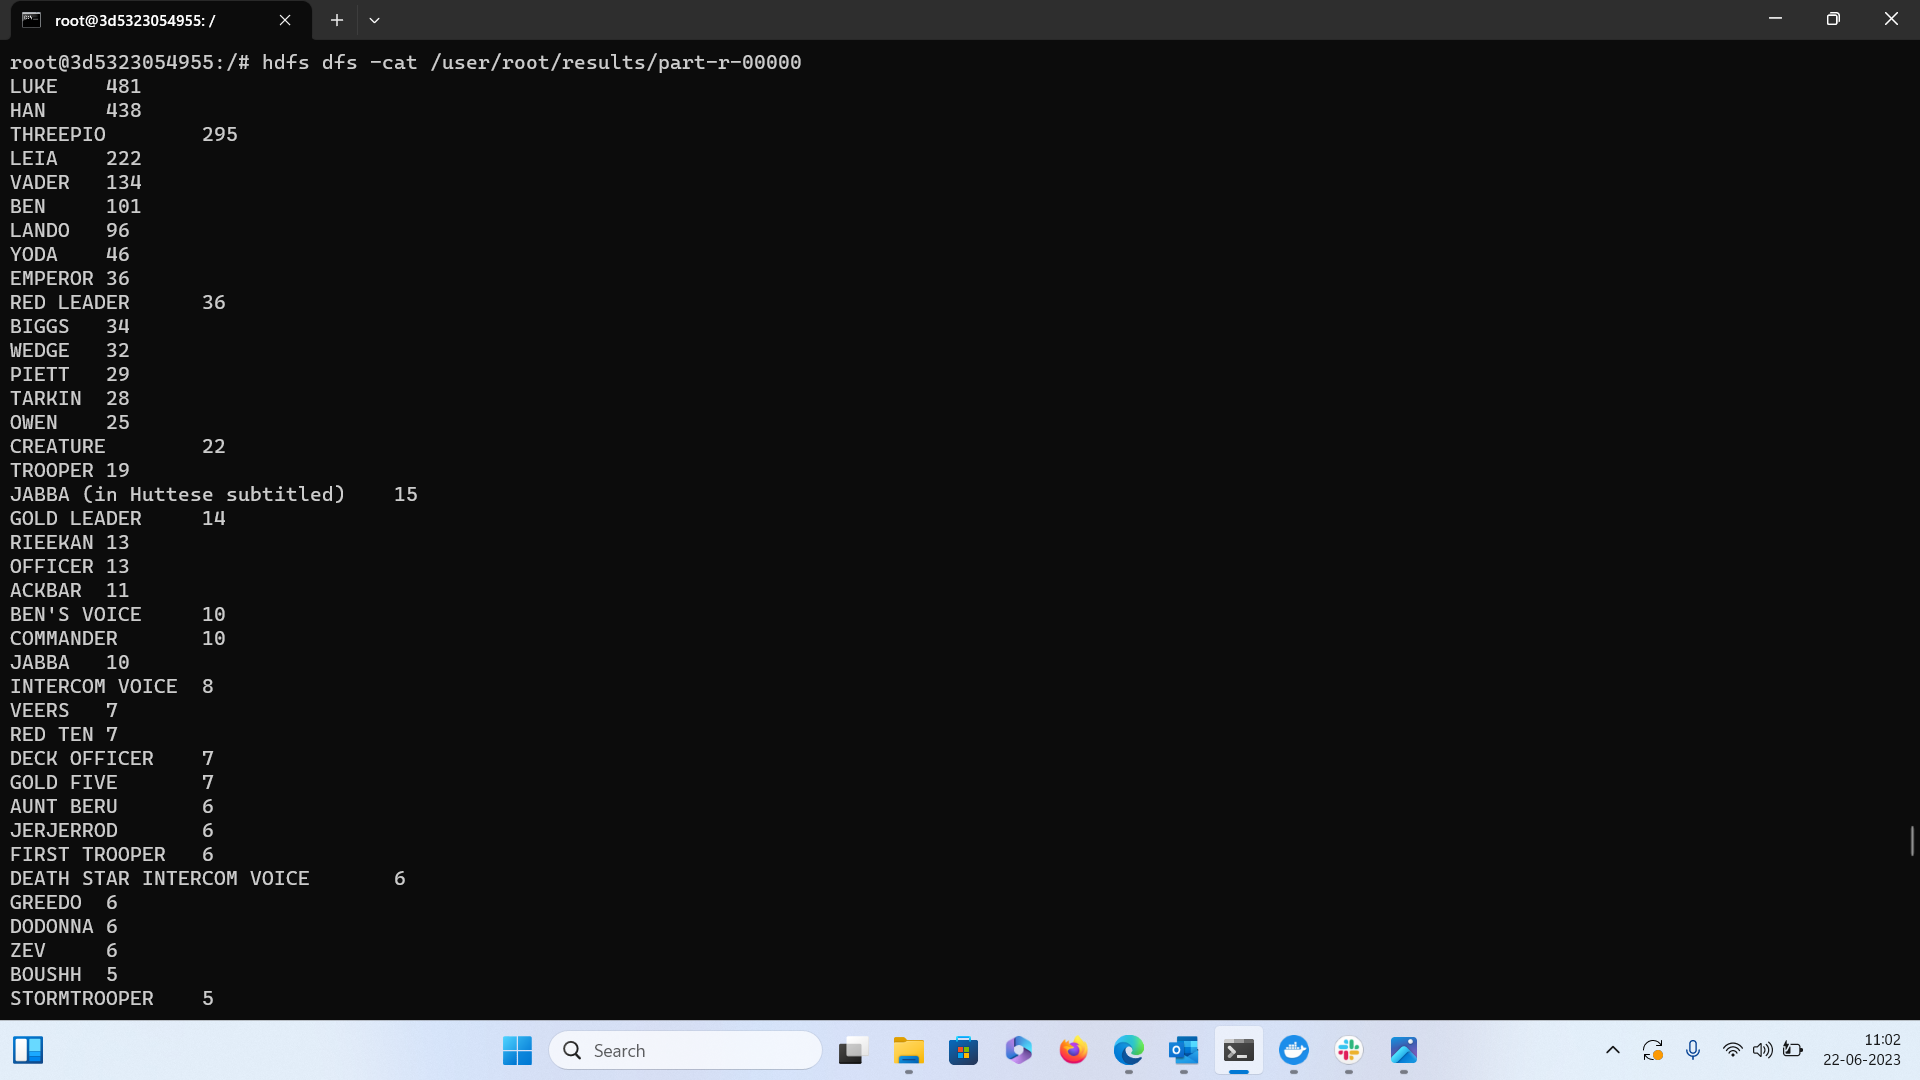 root@3d5323054955: /
root@3d5323054955:/# hdfs dfs -cat /user/root/results/part-r-00000
LUKE 481
HAN 438
THREEPIO 295
LEIA 222
VADER 134
BEN 101
LANDO 96
YODA 46
EMPEROR 36
RED LEADER 36
BIGGS 34
WEDGE 32
PIETT 29
TARKIN 28
OWEN 25
CREATURE 22
TROOPER 19
JABBA (in Huttese subtitled) 15
GOLD LEADER 14
RIEEKAN 13
OFFICER 13
ACKBAR 11
BEN'S VOICE 10
COMMANDER 10
JABBA 10
INTERCOM VOICE 8
VEERS 7
RED TEN 7
DECK OFFICER 7
GOLD FIVE 7
AUNT BERU 6
JERJERROD 6
FIRST TROOPER 6
DEATH STAR INTERCOM VOICE 6
GREEDO 6
DODONNA 6
ZEV 6
BOUSHH 5
STORMTROOPER 5
Search
11:02
22-06-2023